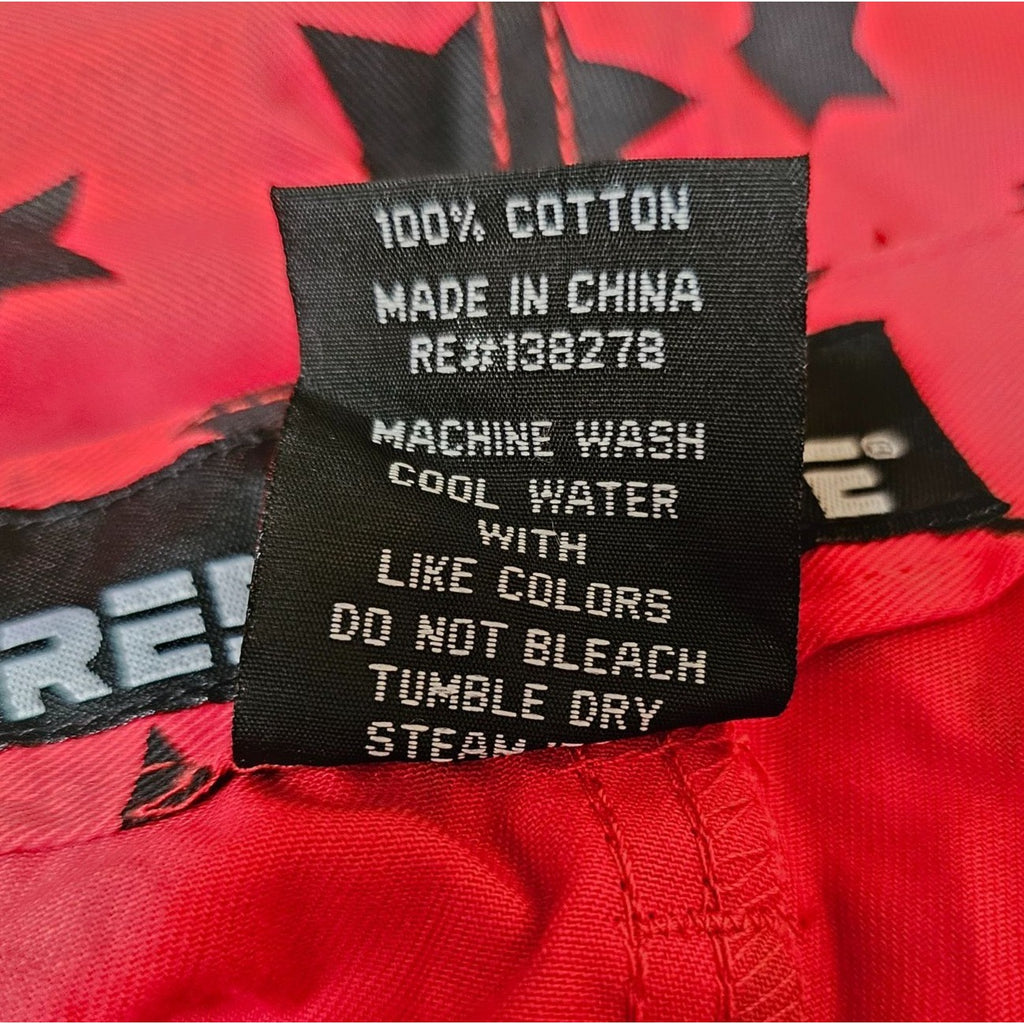 100% COTTON
MADE IN CHINA
RE#138278
MACHINE WASH
COOL WATER
WITH
LIKE COLORS
DO NOT BLEACH
TUMBLE DRY
STEAM